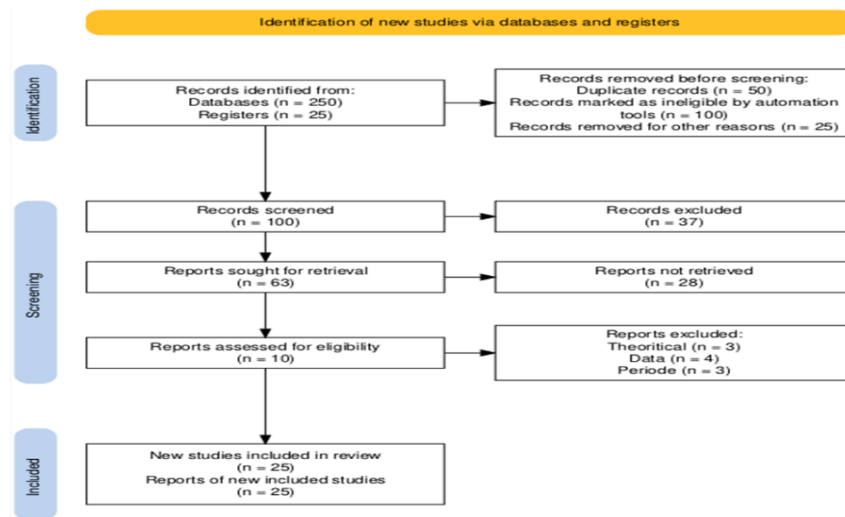 Identification of new studies via databases and registers
Identification
Records identified from:
Databases (n = 250)
Registers (n = 25)
Records removed before screening:
Duplicate records (n = 50)
Records marked as ineligible by automation
tools (n = 100)
Records removed for other reasons (n = 25)
Screening
Records screened
(n = 100)
Records excluded
(n = 37)
Reports sought for retrieval
(n = 63)
Reports not retrieved
(n = 28)
Reports assessed for eligibility
(n = 10)
Reports excluded:
Theoritical (n = 3)
Data (n = 4)
Periode (n = 3)
Included
New studies included in review
(n = 25)
Reports of new included studies
(n = 25)